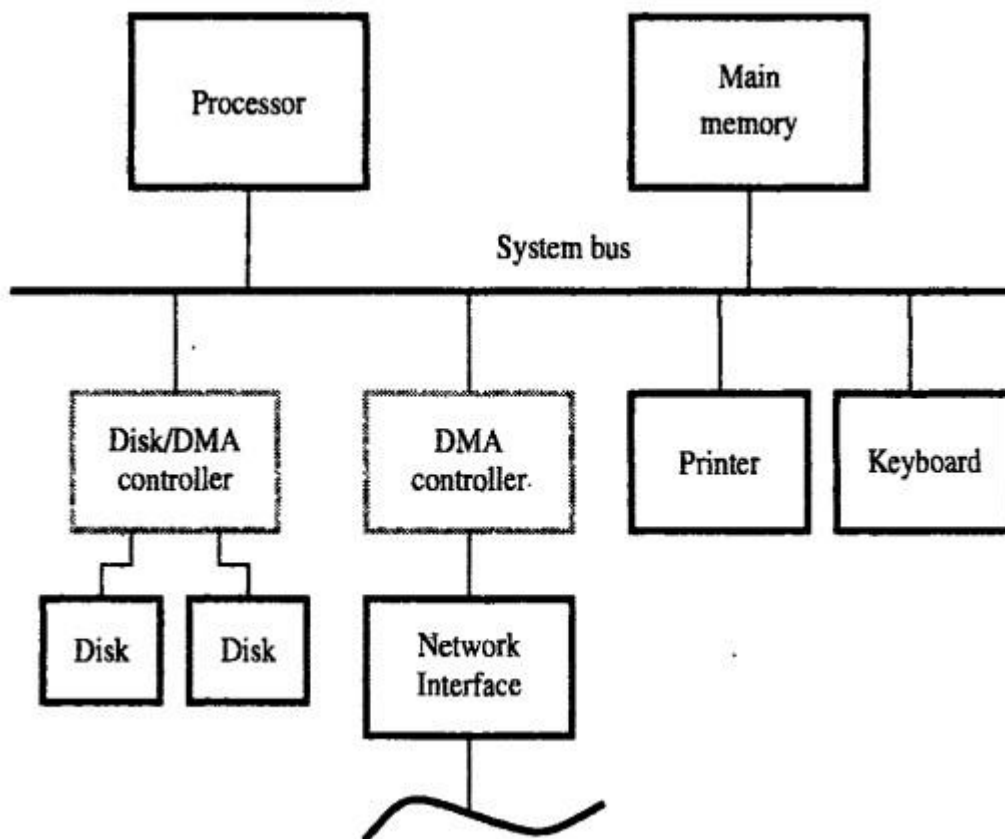 Processor
Main
memory
System bus
Disk/DMA
controller
DMA
controller
Printer
Keyboard
Disk
Disk
Network
Interface